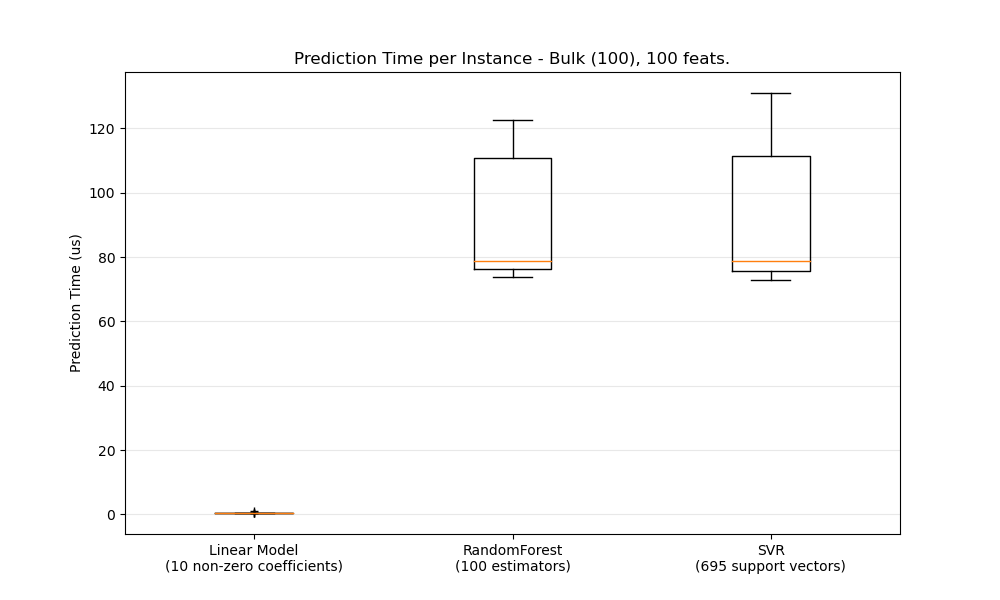 Prediction Time per Instance - Bulk (100), 100 feats.
Prediction Time (us)
120
100
80
60
40
20
0
Linear Model
(10 non-zero coefficients)
RandomForest
(100 estimators)
SVR
(695 support vectors)